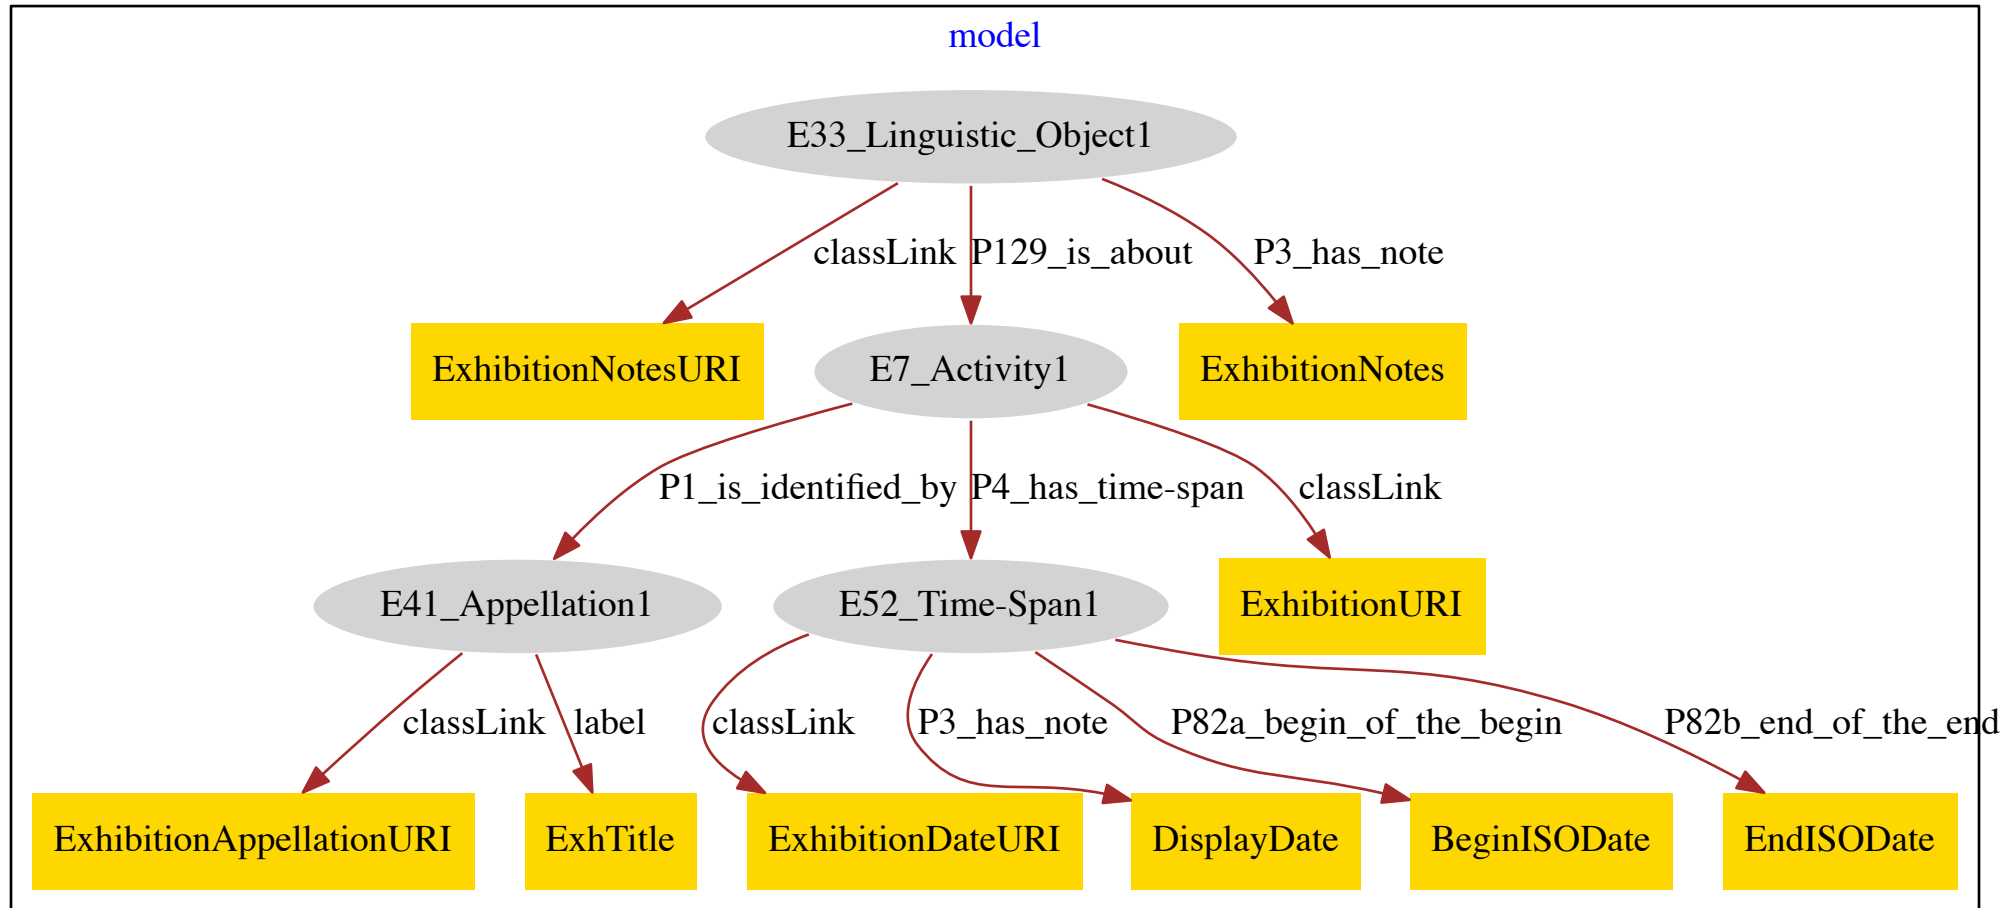 model
E33_Linguistic_Object1
classLink P129_is_about P3_has_note
ExhibitionNotesURI E7_Activity1 ExhibitionNotes
P1_is_identified_by P4_has_time-span classLink
E41_Appellation1 E52_Time-Span1 ExhibitionURI
classLink label classLink P3_has_note P82a_begin_of_the_begin P82b_end_of_the_end
ExhibitionAppellationURI ExhTitle ExhibitionDateURI DisplayDate BeginISODate EndISODate